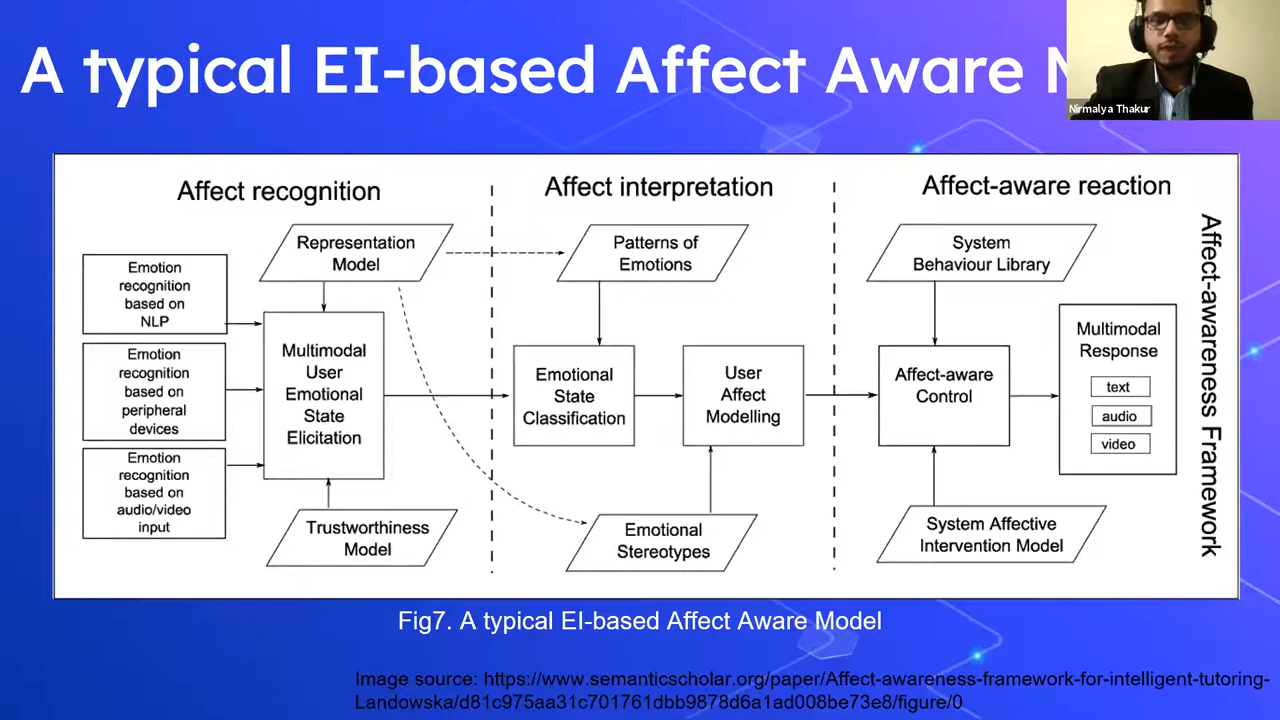 A typical EI-based Affect Aware
Nirmalya Thakur
Affect recognition
Affect interpretation
Affect-aware reaction
Affect-awareness Framework
Emotion
recognition
based on
NLP
Emotion
recognition
based on
peripheral
devices
Emotion
recognition
based on
audio/video
input
Representation
Model
Multimodal
User
Emotional
State
Elicitation
Trustworthiness
Model
Patterns of
Emotions
Emotional
State
Classification
User
Affect
Modelling
Emotional
Stereotypes
System
Behaviour Library
Affect-aware
Control
System Affective
Intervention Model
Multimodal
Response
text
audio
video
Fig7. A typical EI-based Affect Aware Model
Image source: https://www.semanticscholar.org/paper/Affect-awareness-framework-for-intelligent-tutoring-
Landowska/d81c975aa31c701761dbb9878d6a1ad008be73e8/figure/0